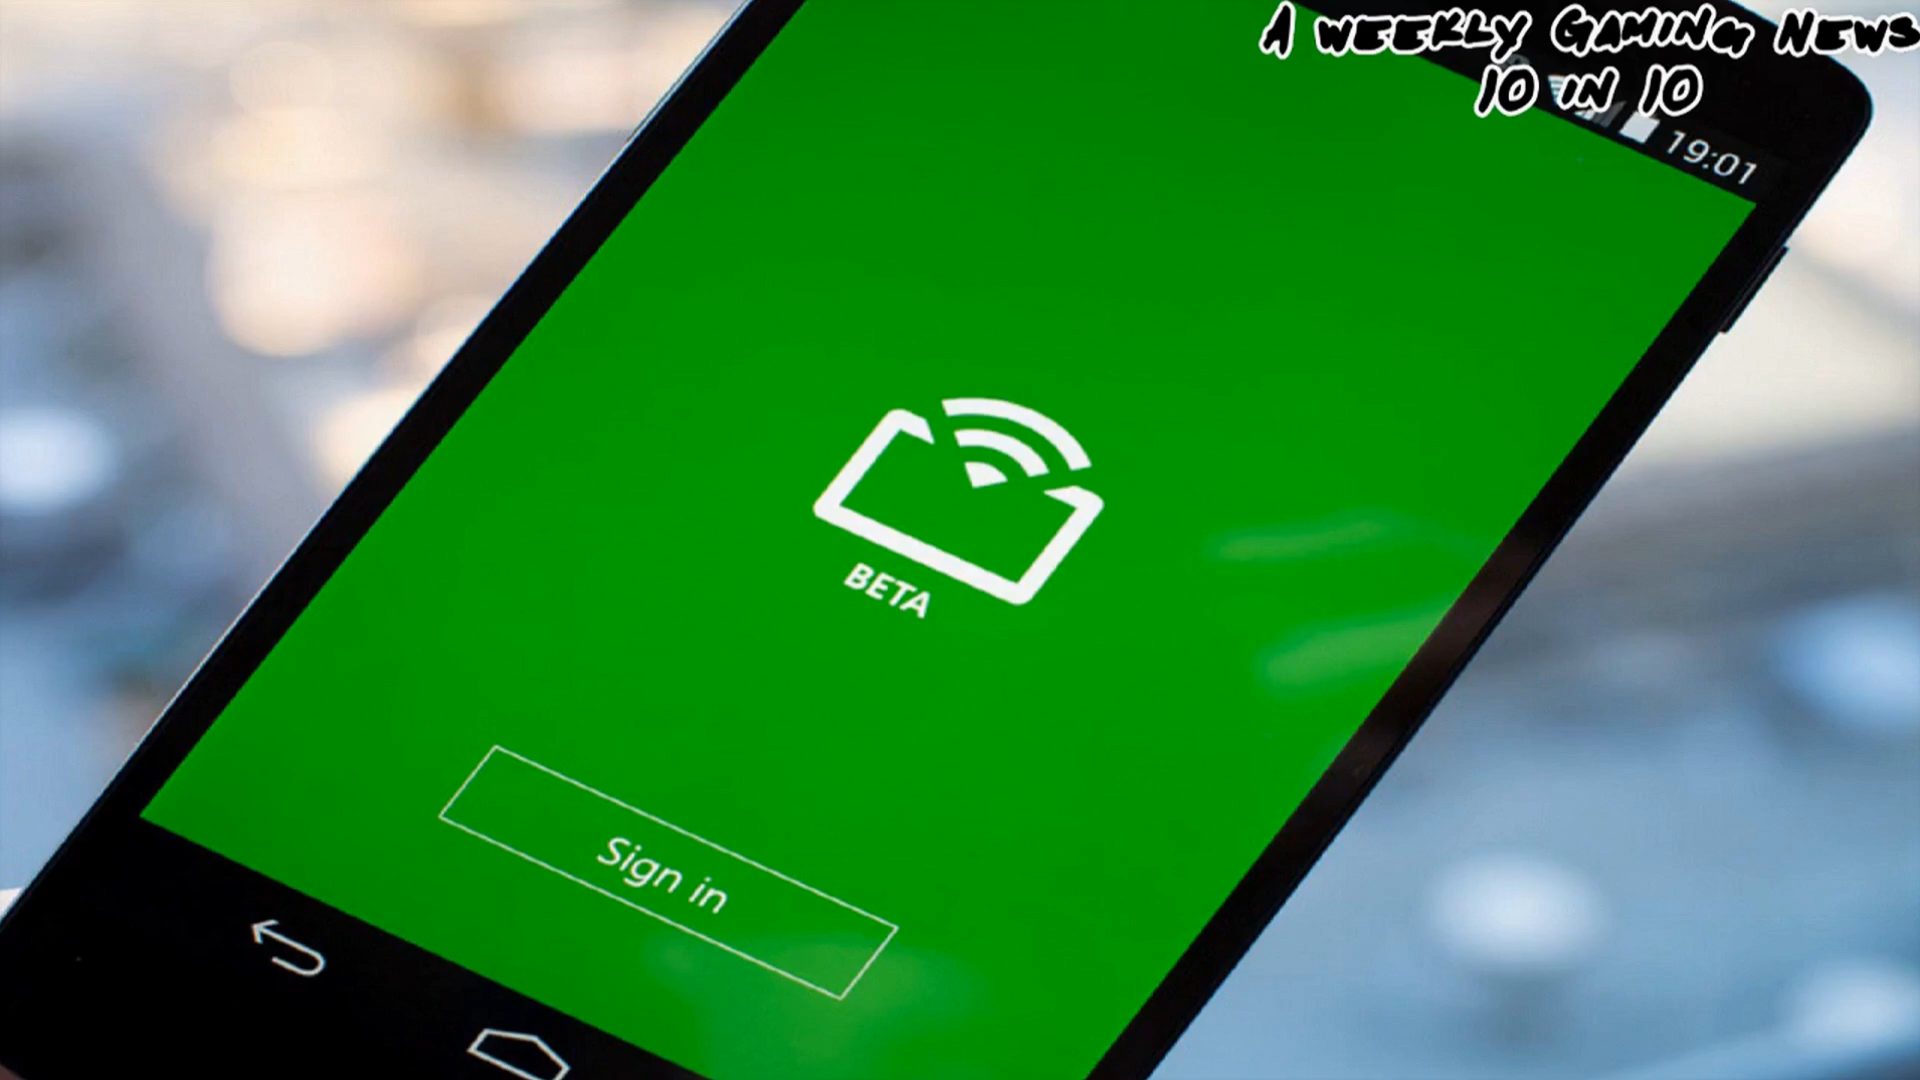 A WEEKLY GAMING NEWS
10 IN 10
19:01
BETA
Sign in